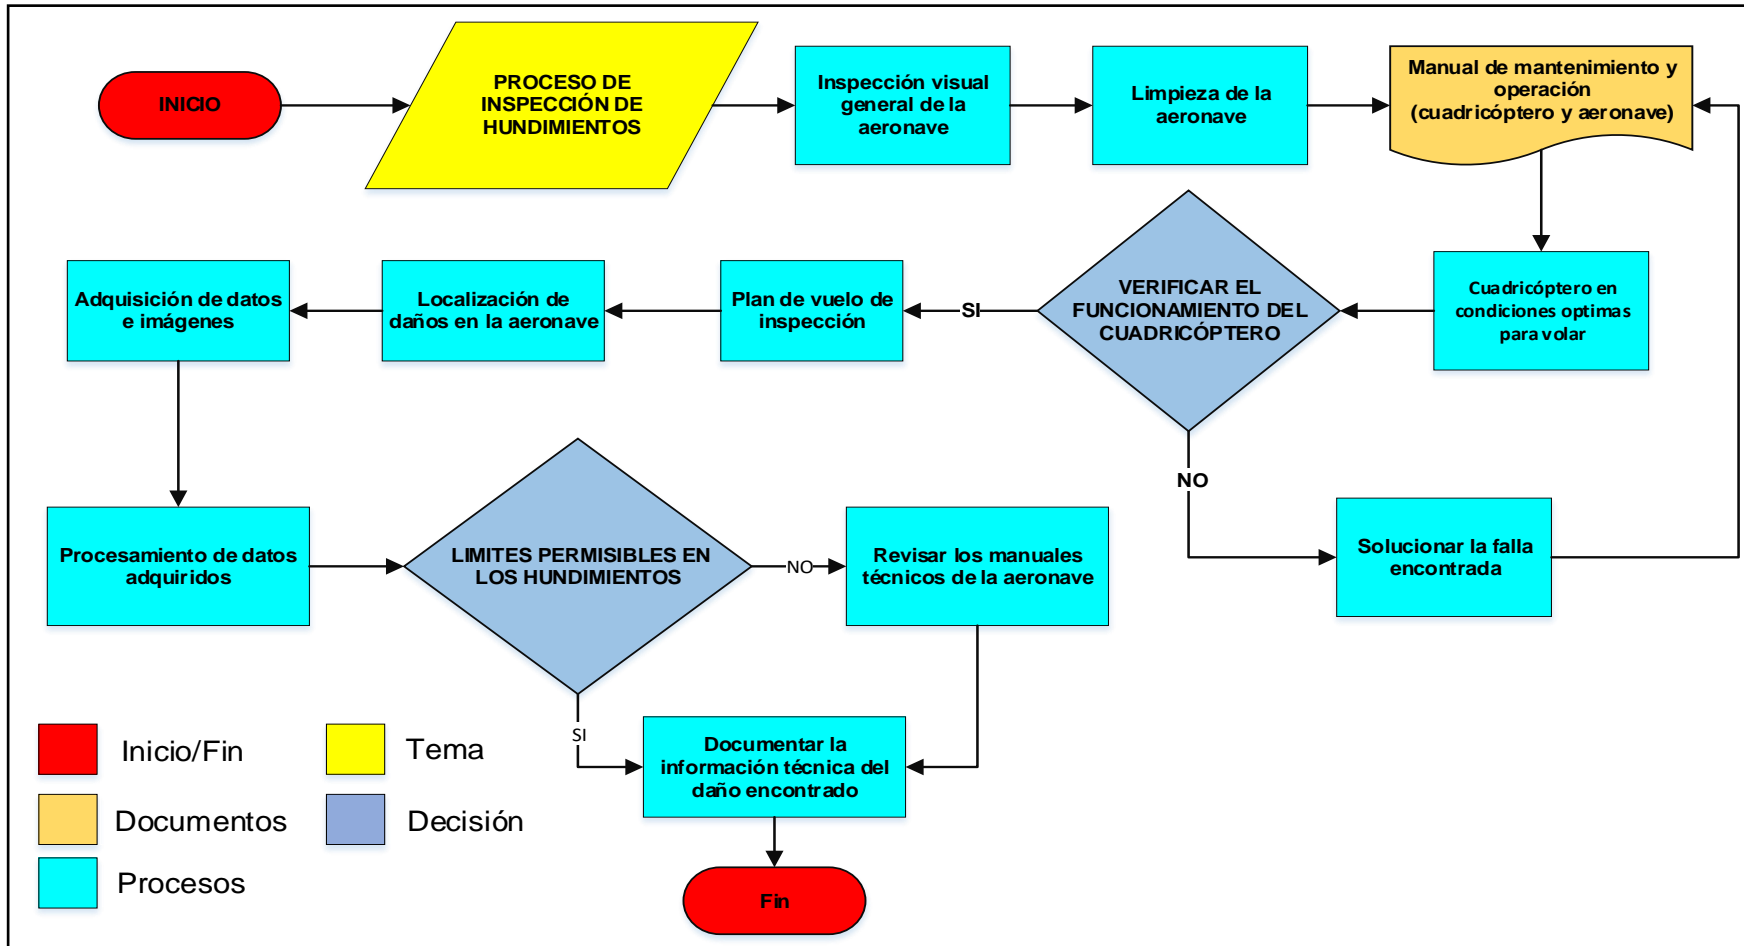 INICIO
PROCESO DE
INSPECCIÓN DE
HUNDIMIENTOS
Inspección visual
general de la
aeronave
Limpieza de la
aeronave
Manual de mantenimiento y
operación
(cuadricóptero y aeronave)
Adquisición de datos
e imágenes
Localización de
daños en la aeronave
Plan de vuelo de
inspección
SI
VERIFICAR EL
FUNCIONAMIENTO DEL
CUADRICÓPTERO
Cuadricóptero en
condiciones optimas
para volar
NO
Procesamiento de datos
adquiridos
LIMITES PERMISIBLES EN
LOS HUNDIMIENTOS
NO
Revisar los manuales
técnicos de la aeronave
Solucionar la falla
encontrada
SI
Documentar la
información técnica del
daño encontrado
Fin
Inicio/Fin
Tema
Documentos
Decisión
Procesos